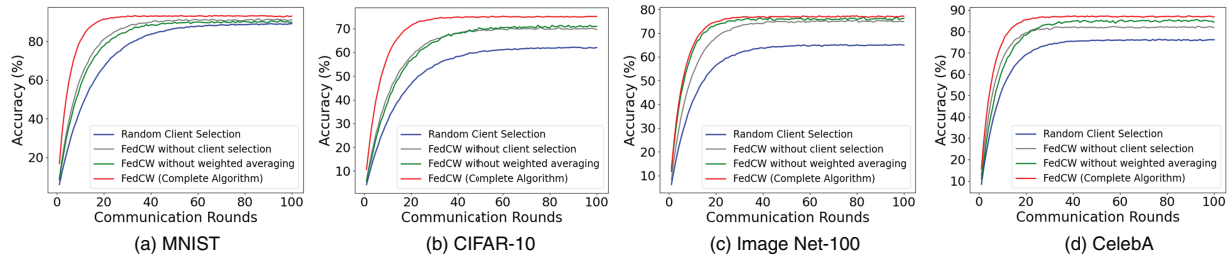 Accuracy (%)
80
60
40
20
0
20
40
60
80
100
Random Client Selection
FedCW without client selection
FedCW without weighted averaging
FedCW (Complete Algorithm)
Communication Rounds
(a) MNIST
Accuracy (%)
70
60
50
40
30
20
10
0
20
40
60
80
100
Random Client Selection
FedCW without client selection
FedCW without weighted averaging
FedCW (Complete Algorithm)
Communication Rounds
(b) CIFAR-10
Accuracy (%)
80
70
60
50
40
30
20
10
0
20
40
60
80
100
Random Client Selection
FedCW without client selection
FedCW without weighted averaging
FedCW (Complete Algorithm)
Communication Rounds
(c) Image Net-100
Accuracy (%)
90
80
70
60
50
40
30
20
10
0
20
40
60
80
100
Random Client Selection
FedCW without client selection
FedCW without weighted averaging
FedCW (Complete Algorithm)
Communication Rounds
(d) CelebA